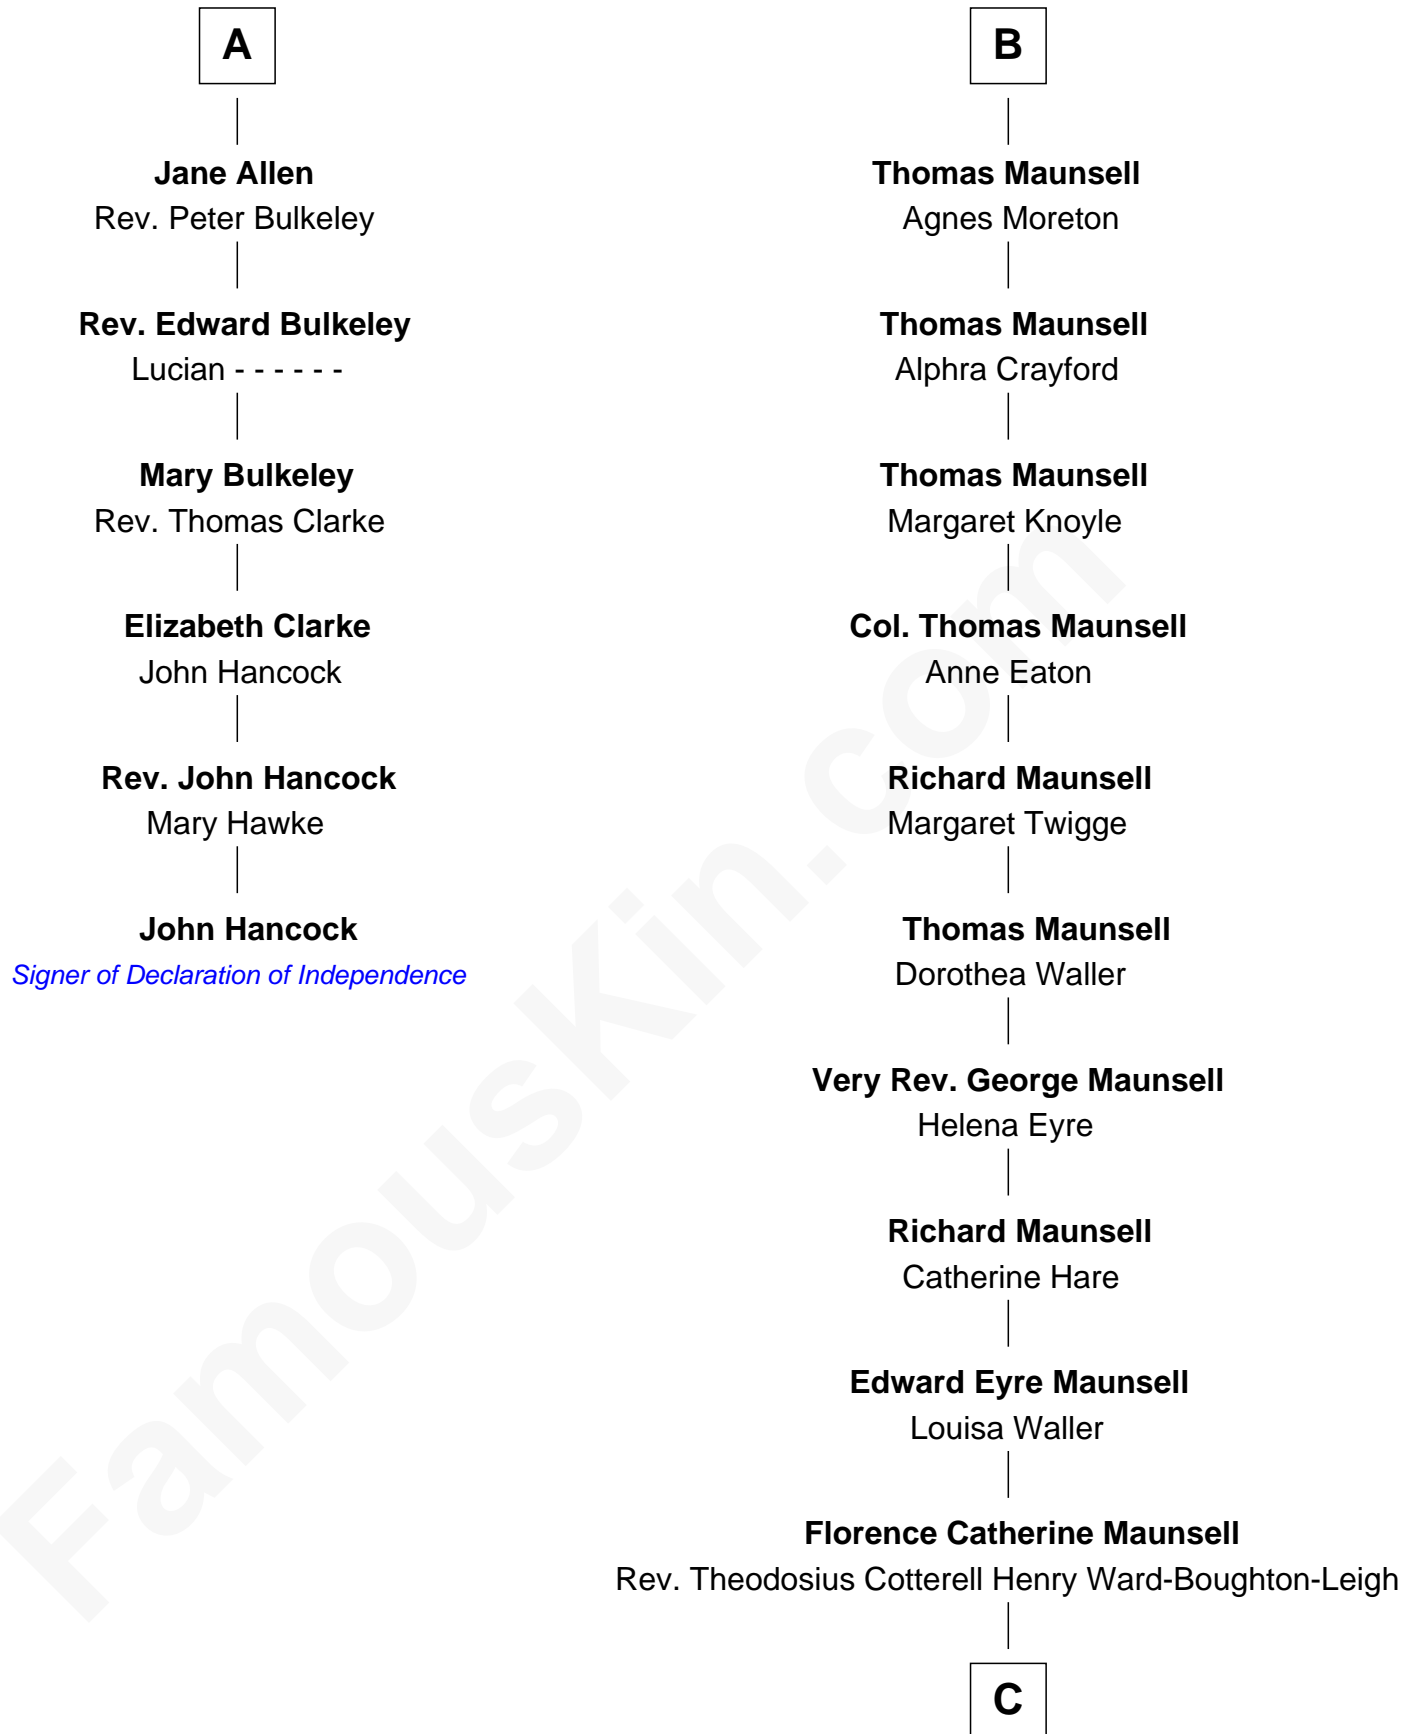 A
Jane Allen
Rev. Peter Bulkeley
Rev. Edward Bulkeley
Lucian - - - - - -
Mary Bulkeley
Rev. Thomas Clarke
Elizabeth Clarke
John Hancock
Rev. John Hancock
Mary Hawke
John Hancock
Signer of Declaration of Independence
B
Thomas Maunsell
Agnes Moreton
Thomas Maunsell
Alphra Crayford
Thomas Maunsell
Margaret Knoyle
Col. Thomas Maunsell
Anne Eaton
Richard Maunsell
Margaret Twigge
Thomas Maunsell
Dorothea Waller
Very Rev. George Maunsell
Helena Eyre
Richard Maunsell
Catherine Hare
Edward Eyre Maunsell
Louisa Waller
Florence Catherine Maunsell
Rev. Theodosius Cotterell Henry Ward-Boughton-Leigh
C
FamousKin.com